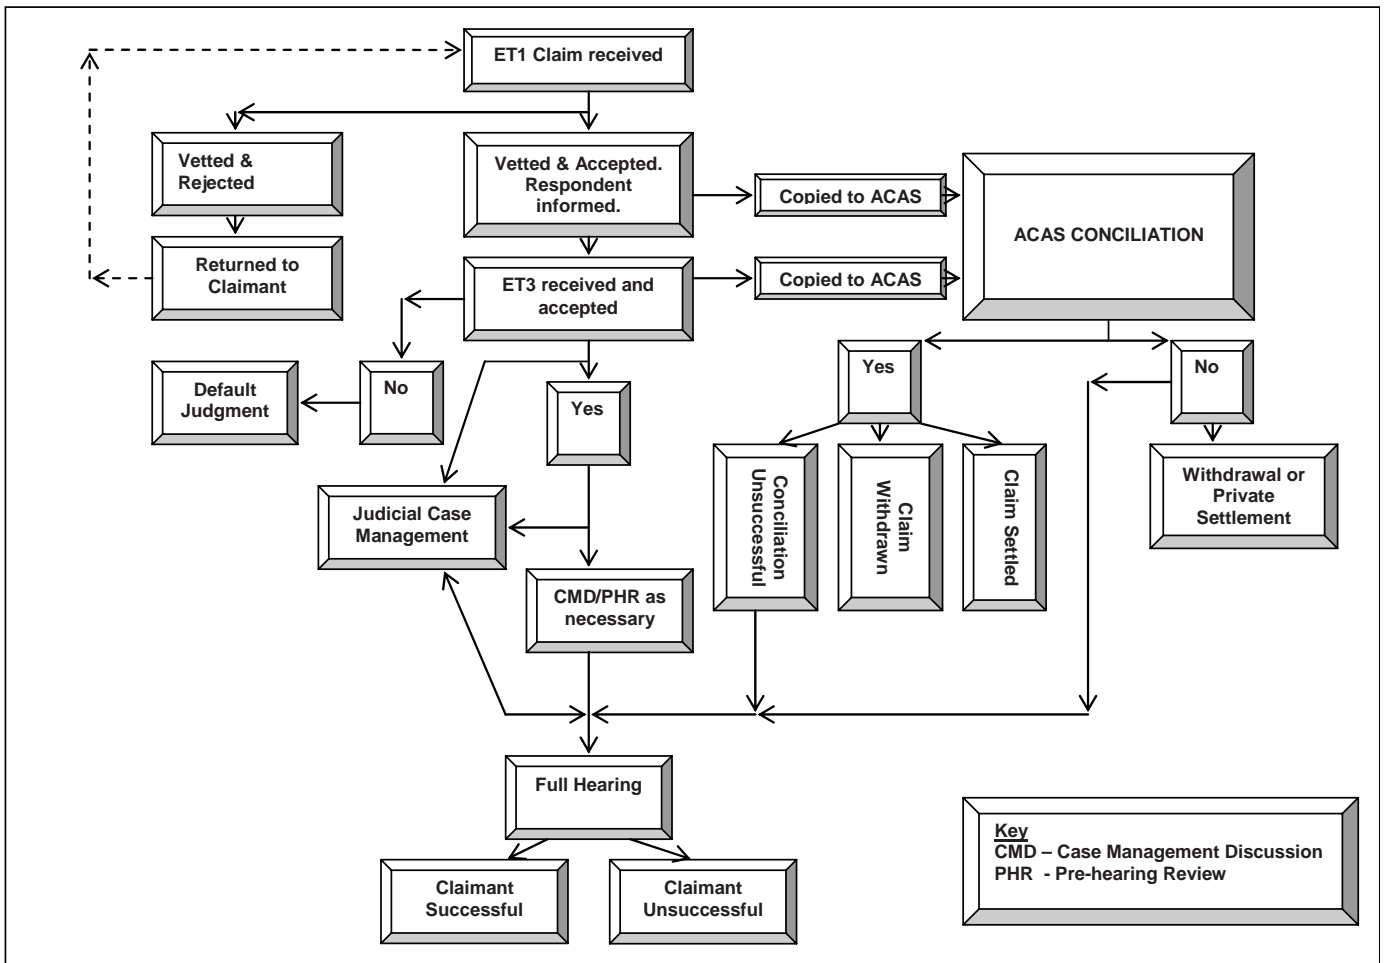 ET1 Claim received
Vetted &
Rejected
Vetted & Accepted.
Respondent
informed.
Copied to ACAS
ACAS CONCILIATION
Returned to
Claimant
ET3 received and
accepted
Copied to ACAS
Default
Judgment
No
Yes
Yes
No
Judicial Case
Management
Conciliation
Unsuccessful
Claim
Withdrawn
Claim Settled
Withdrawal or
Private
Settlement
CMD/PHR as
necessary
Full Hearing
Claimant
Successful
Claimant
Unsuccessful
Key
CMD – Case Management Discussion
PHR - Pre-hearing Review